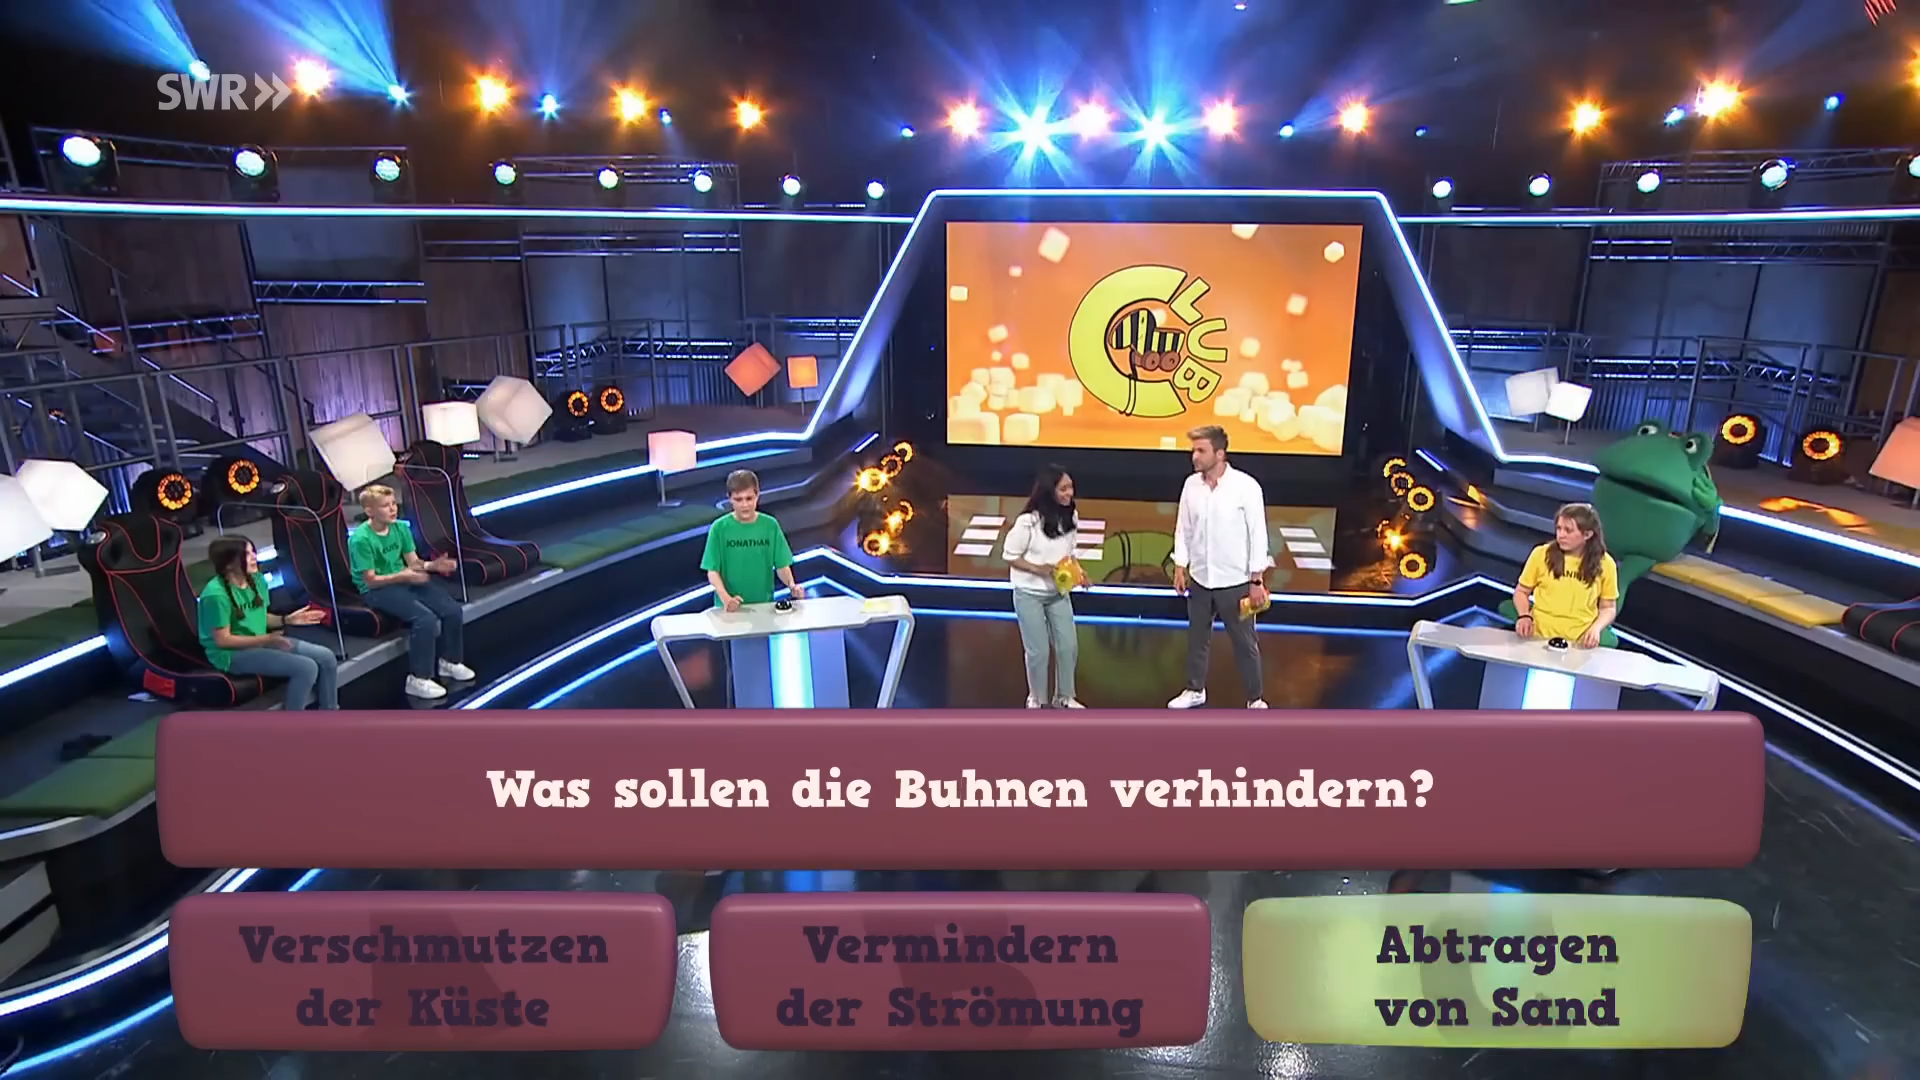 SWR»
CLUB
JONATHAN
Was sollen die Buhnen verhindern?
Verschmutzen
der Küste
Vermindern
der Strömung
Abtragen
von Sand